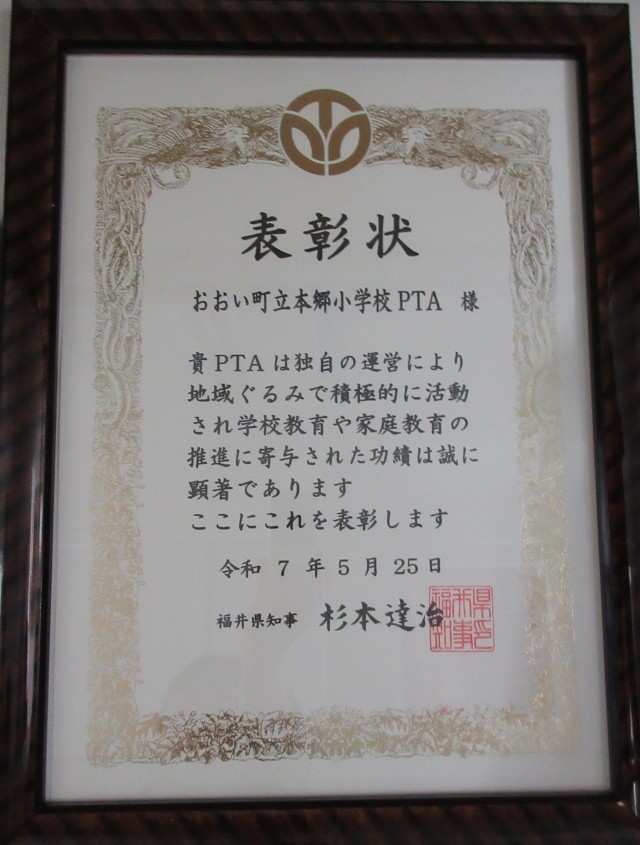 表彰状
おおい町立本郷小学校PTA 様
貴PTAは独自の運営により
地域ぐるみで積極的に活動
され学校教育や家庭教育の
推進に寄与された功績は誠に
顕著であります
ここにこれを表彰します
令和 7 年 5 月 25 日
福井県知事 杉本達治